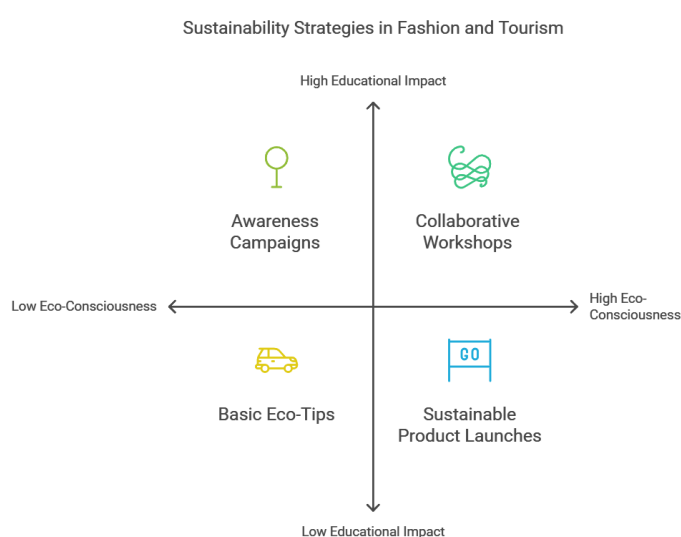 Sustainability Strategies in Fashion and Tourism
High Educational Impact
Awareness
Campaigns
Collaborative
Workshops
Low Eco-Consciousness
High Eco-
Consciousness
GO
Basic Eco-Tips
Sustainable
Product Launches
Low Educational Impact